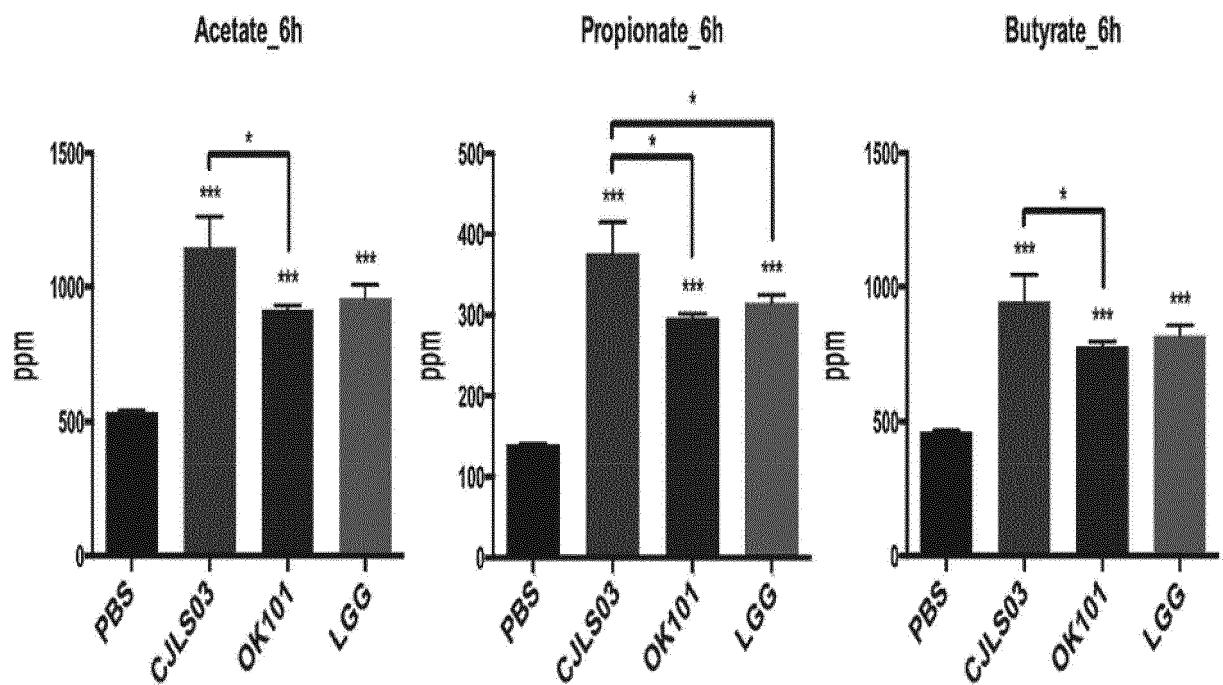 Acetate_6h
1500
1000
500
0
ppm
*
***
***
***
PBS
CJLS03
OK101
LGG
Propionate_6h
500
400
300
200
100
0
ppm
*
*
***
***
***
PBS
CJLS03
OK101
LGG
Butyrate_6h
1500
1000
500
0
ppm
*
***
***
***
PBS
CJLS03
OK101
LGG